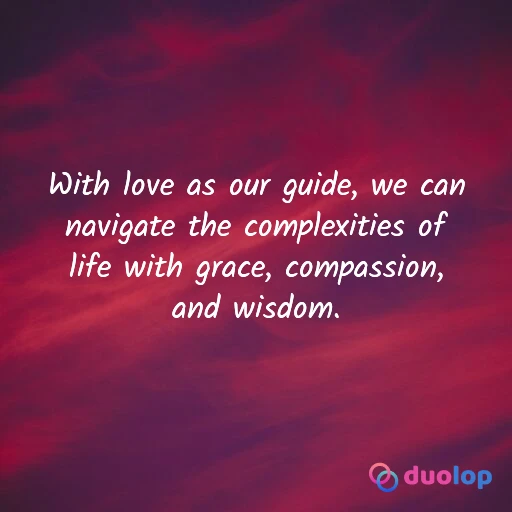 With love as our guide, we can
navigate the complexities of
life with grace, compassion,
and wisdom.
duolop